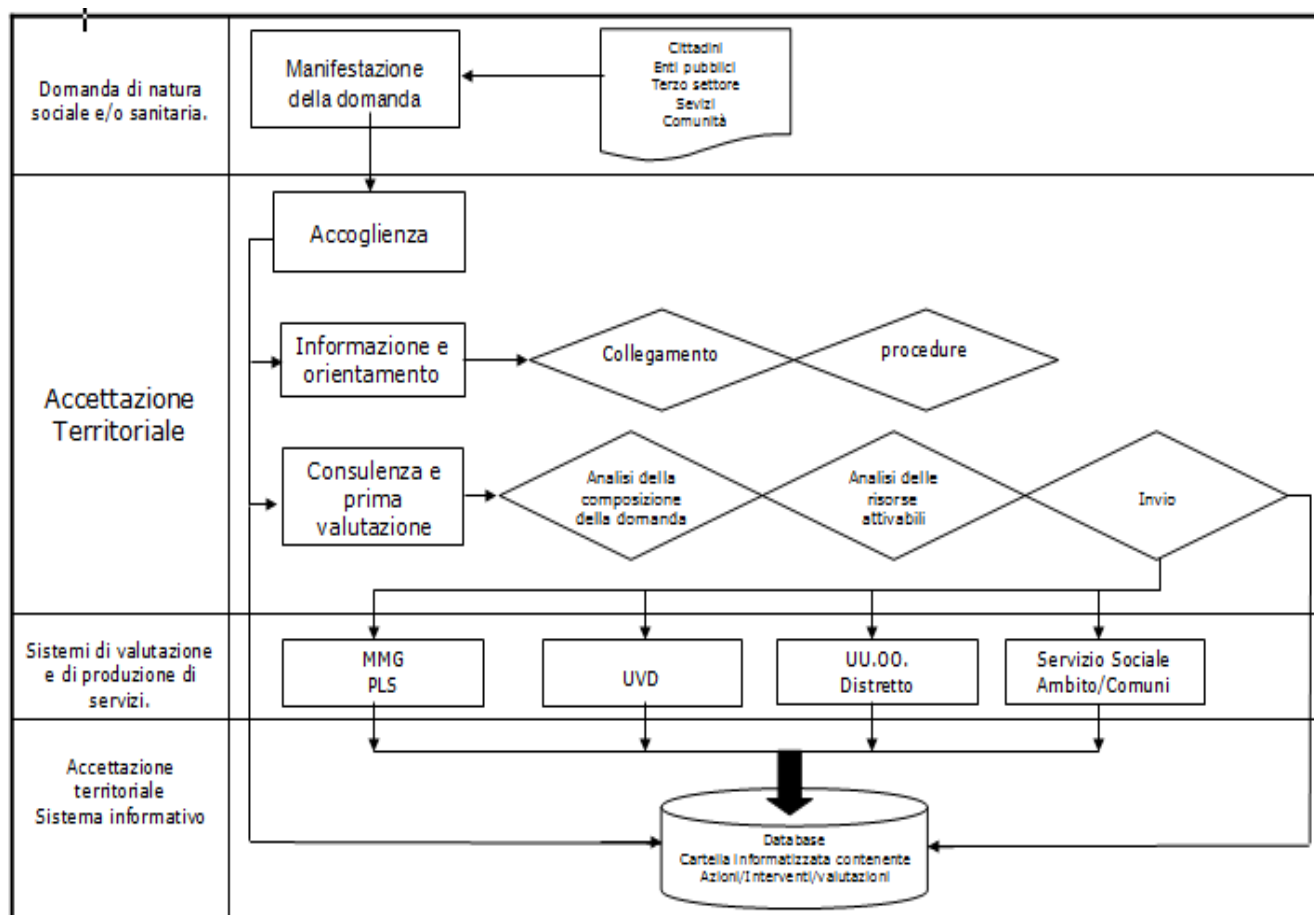 Domanda di natura
sociale e/o sanitaria.
Manifestazione
della domanda
Cittadini
Enti pubblici
Terzo settore
Sevizi
Comunità
Accettazione
Territoriale
Accoglienza
Informazione e
orientamento
Collegamento
procedure
Consulenza e
prima
valutazione
Analisi della
composizione
della domanda
Analisi delle
risorse
attivabili
Invio
Sistemi di valutazione
e di produzione di
servizi.
MMG
PLS
UVD
UU.OO.
Distretto
Servizio Sociale
Ambito/Comuni
Accettazione
territoriale
Sistema informativo
Database
Cartella informatizzata contenente
Azioni/Interventi/valutazioni